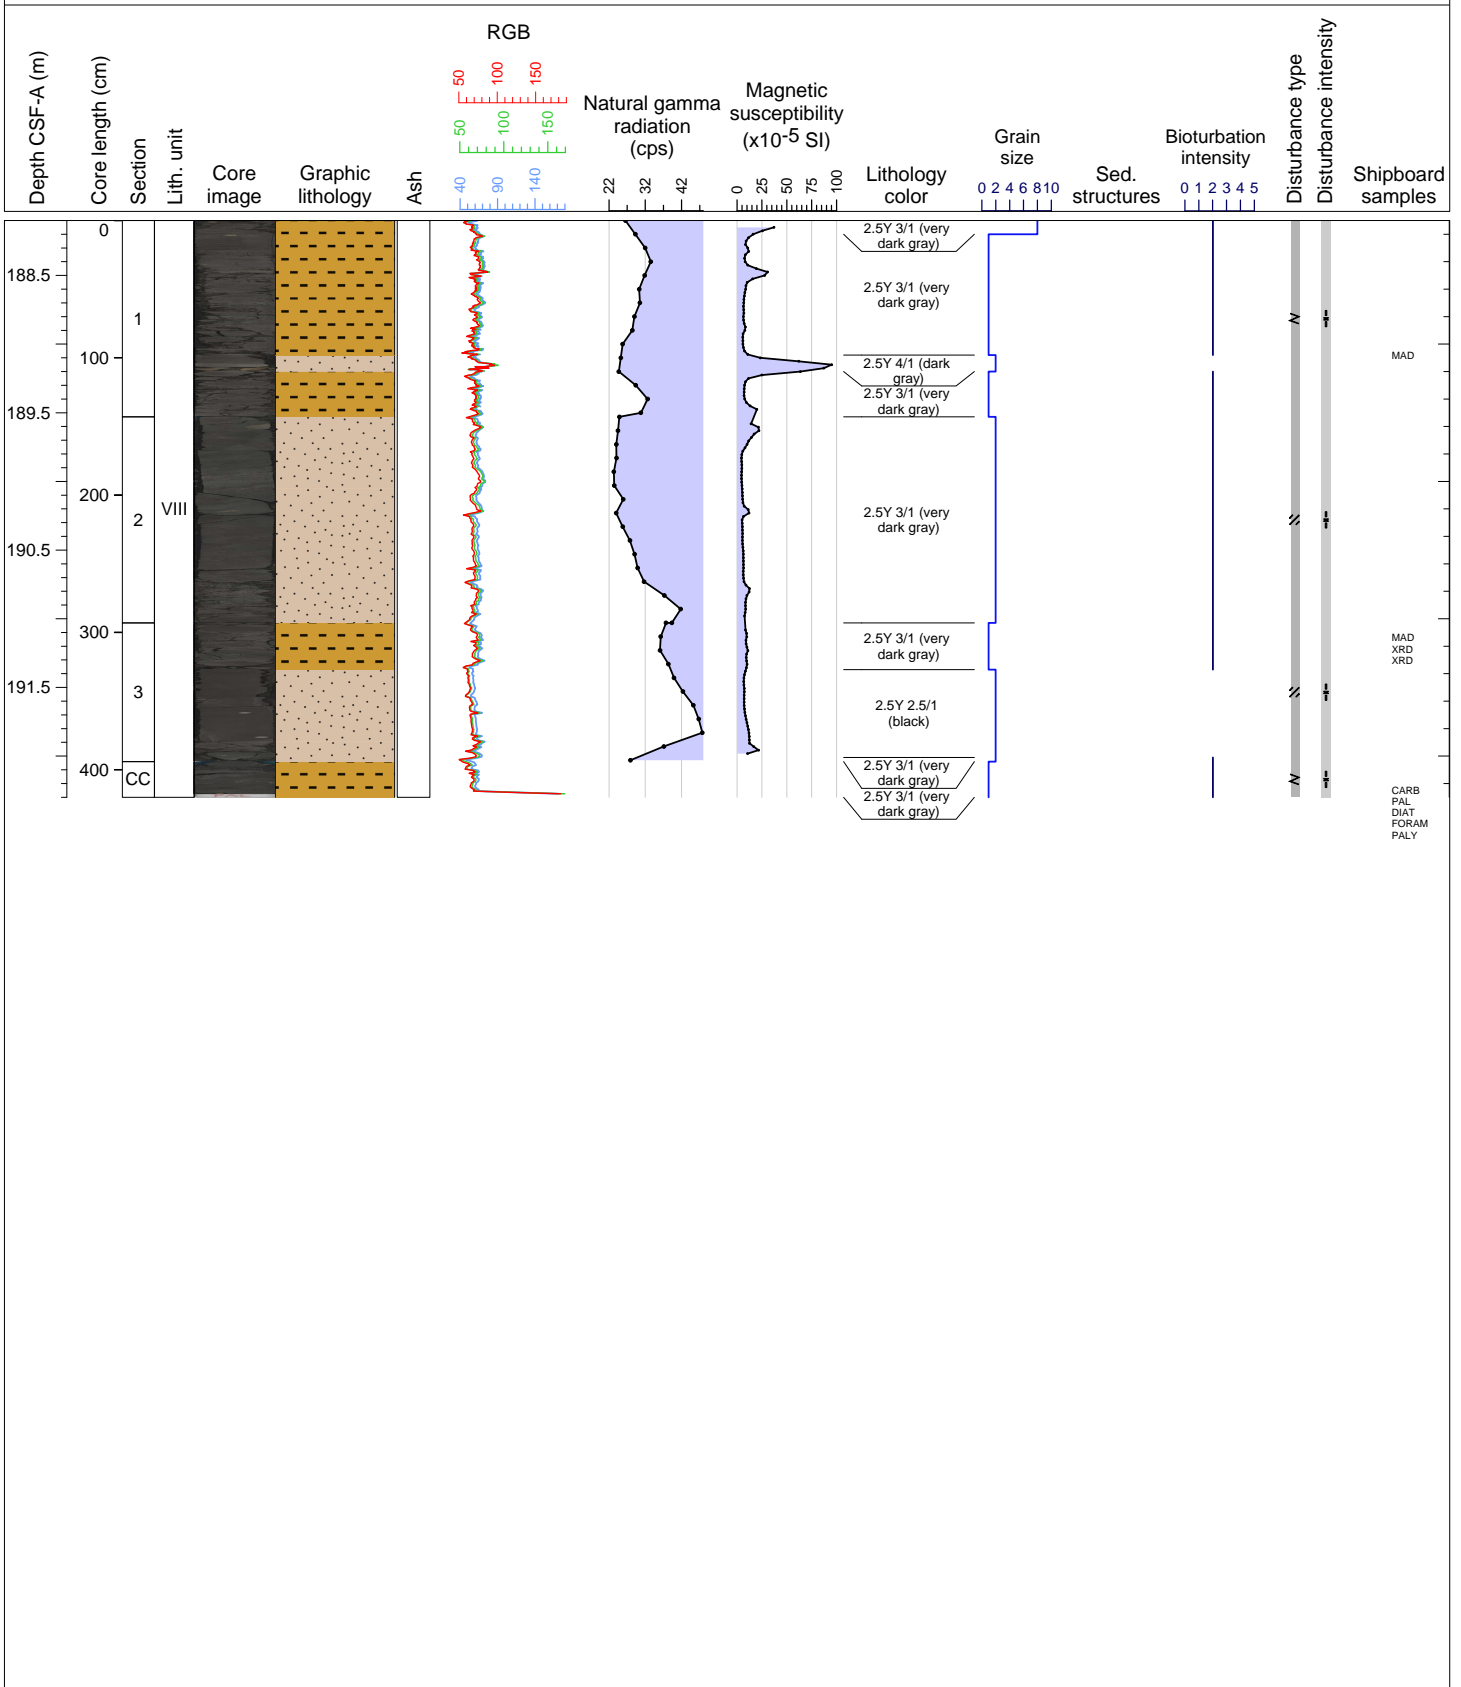 Depth CSF-A (m)
Core length (cm)
Section
Lith. unit
Core
image
Graphic
lithology
Ash
RGB
50 100 150
50 100 150
40 90 140
Natural gamma
radiation
(cps)
22 32 42
Magnetic
susceptibility
(x10-5 SI)
0 25 50 75 100
Lithology
color
Grain
size
0 2 4 6 8 10
Sed.
structures
Bioturbation
intensity
0 1 2 3 4 5
Disturbance type
Disturbance intensity
Shipboard
samples
188.5
189.5
190.5
191.5
0
100
200
300
400
1
2
3
CC
VIII
2.5Y 3/1 (very
dark gray)
2.5Y 3/1 (very
dark gray)
2.5Y 4/1 (dark
gray)
2.5Y 3/1 (very
dark gray)
2.5Y 3/1 (very
dark gray)
2.5Y 3/1 (very
dark gray)
2.5Y 2.5/1
(black)
2.5Y 3/1 (very
dark gray)
2.5Y 3/1 (very
dark gray)
MAD
MAD
XRD
XRD
CARB
PAL
DIAT
FORAM
PALY